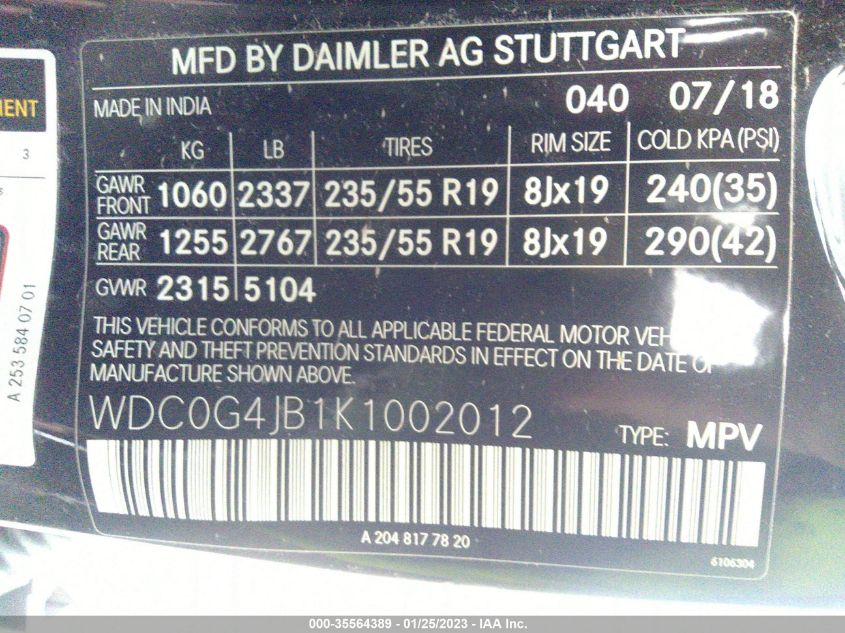 MFD BY DAIMLER AG STUTTGART
MADE IN INDIA 040 07/18
KG LB TIRES RIM SIZE COLD KPA (PSI)
GAWR FRONT 1060 2337 235/55 R19 8Jx19 240(35)
GAWR REAR 1255 2767 235/55 R19 8Jx19 290(42)
GVWR 2315 5104
THIS VEHICLE CONFORMS TO ALL APPLICABLE FEDERAL MOTOR VEH
SAFETY AND THEFT PREVENTION STANDARDS IN EFFECT ON THE DATE OF
MANUFACTURE SHOWN ABOVE.
WDC0G4JB1K1002012
TYPE: MPV
A 204 817 78 20
6106304
MENT
3
A 253 584 07 01
000-35564389 - 01/25/2023 - IAA Inc.